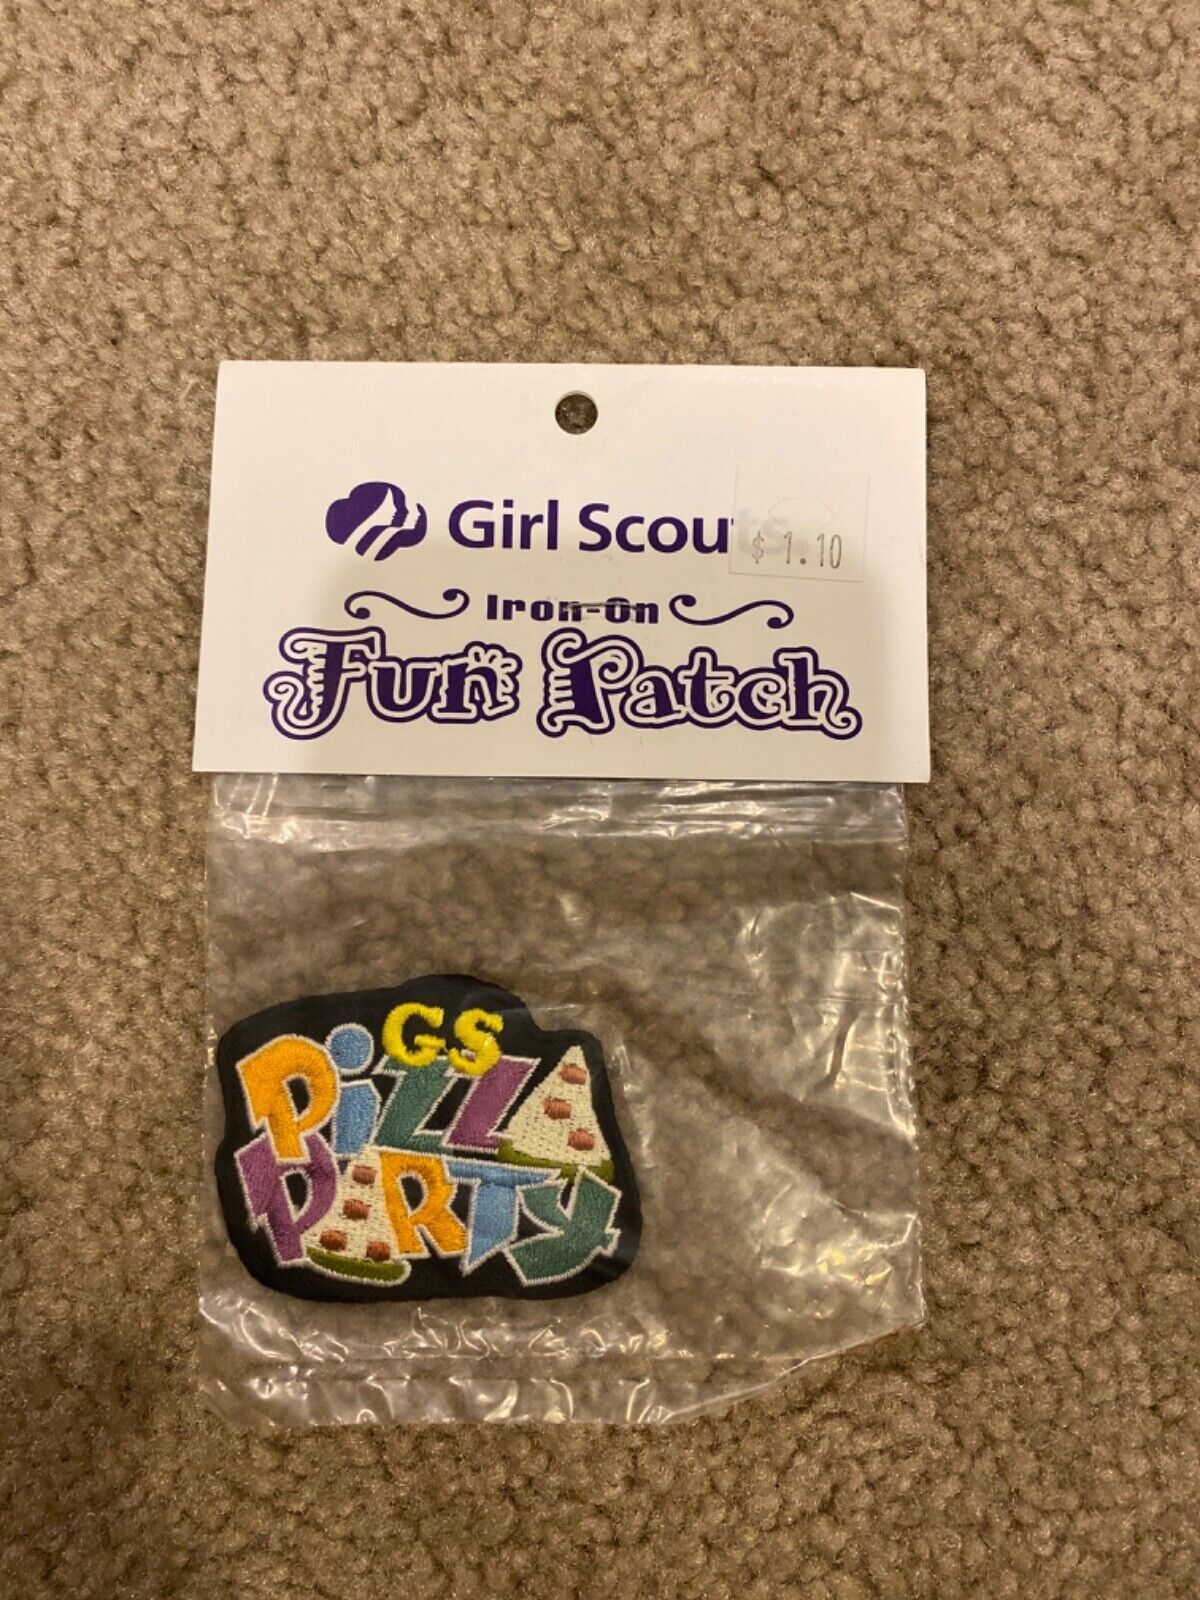 Girl Scouts
$ 1.10
Iron-On
Fun Patch
GS
PiZZA
PARTy